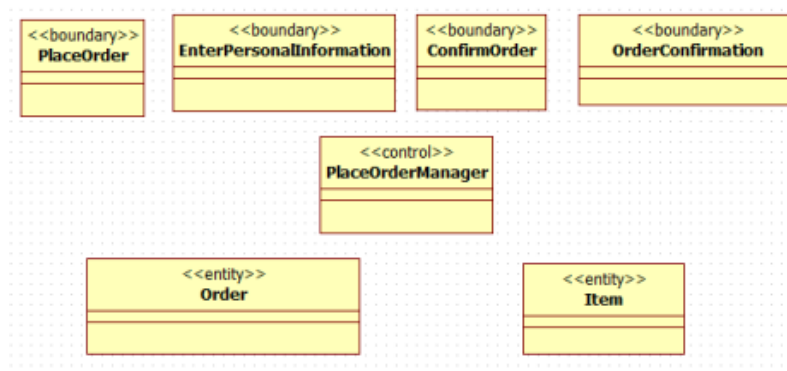 <<boundary>>
PlaceOrder
<<boundary>>
EnterPersonalInformation
<<boundary>>
ConfirmOrder
<<boundary>>
OrderConfirmation
<<control>>
PlaceOrderManager
<<entity>>
Order
<<entity>>
Item